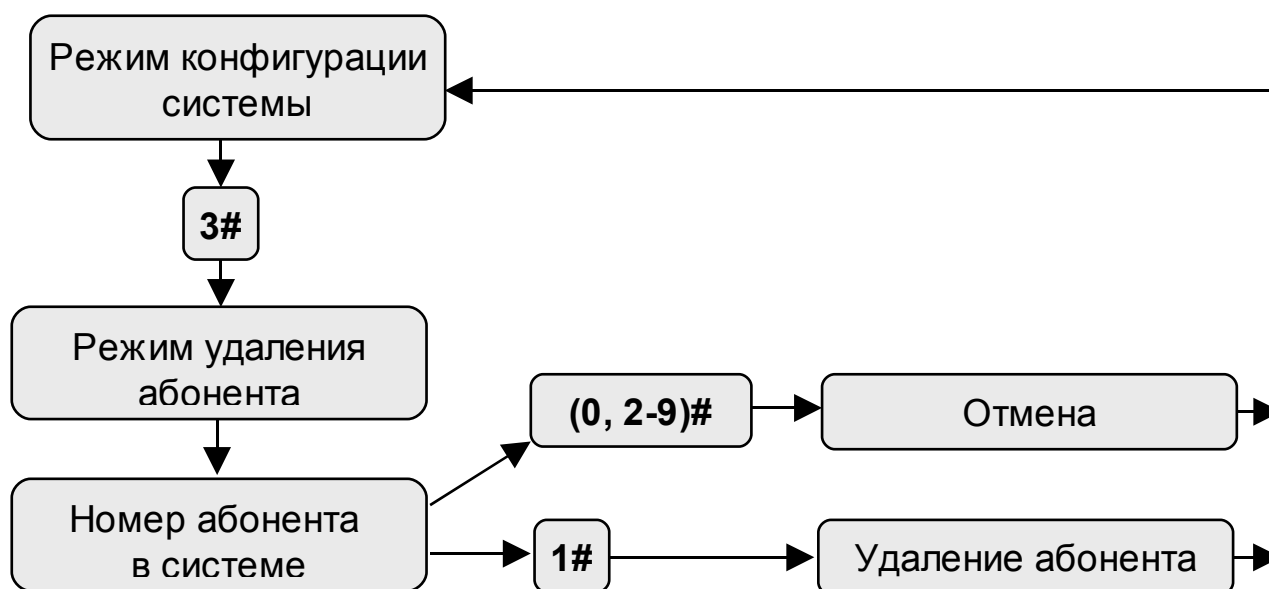 Режим конфигурации
системы
3#
Режим удаления
абонента
(0, 2-9)#
Отмена
Номер абонента
в системе
1#
Удаление абонента